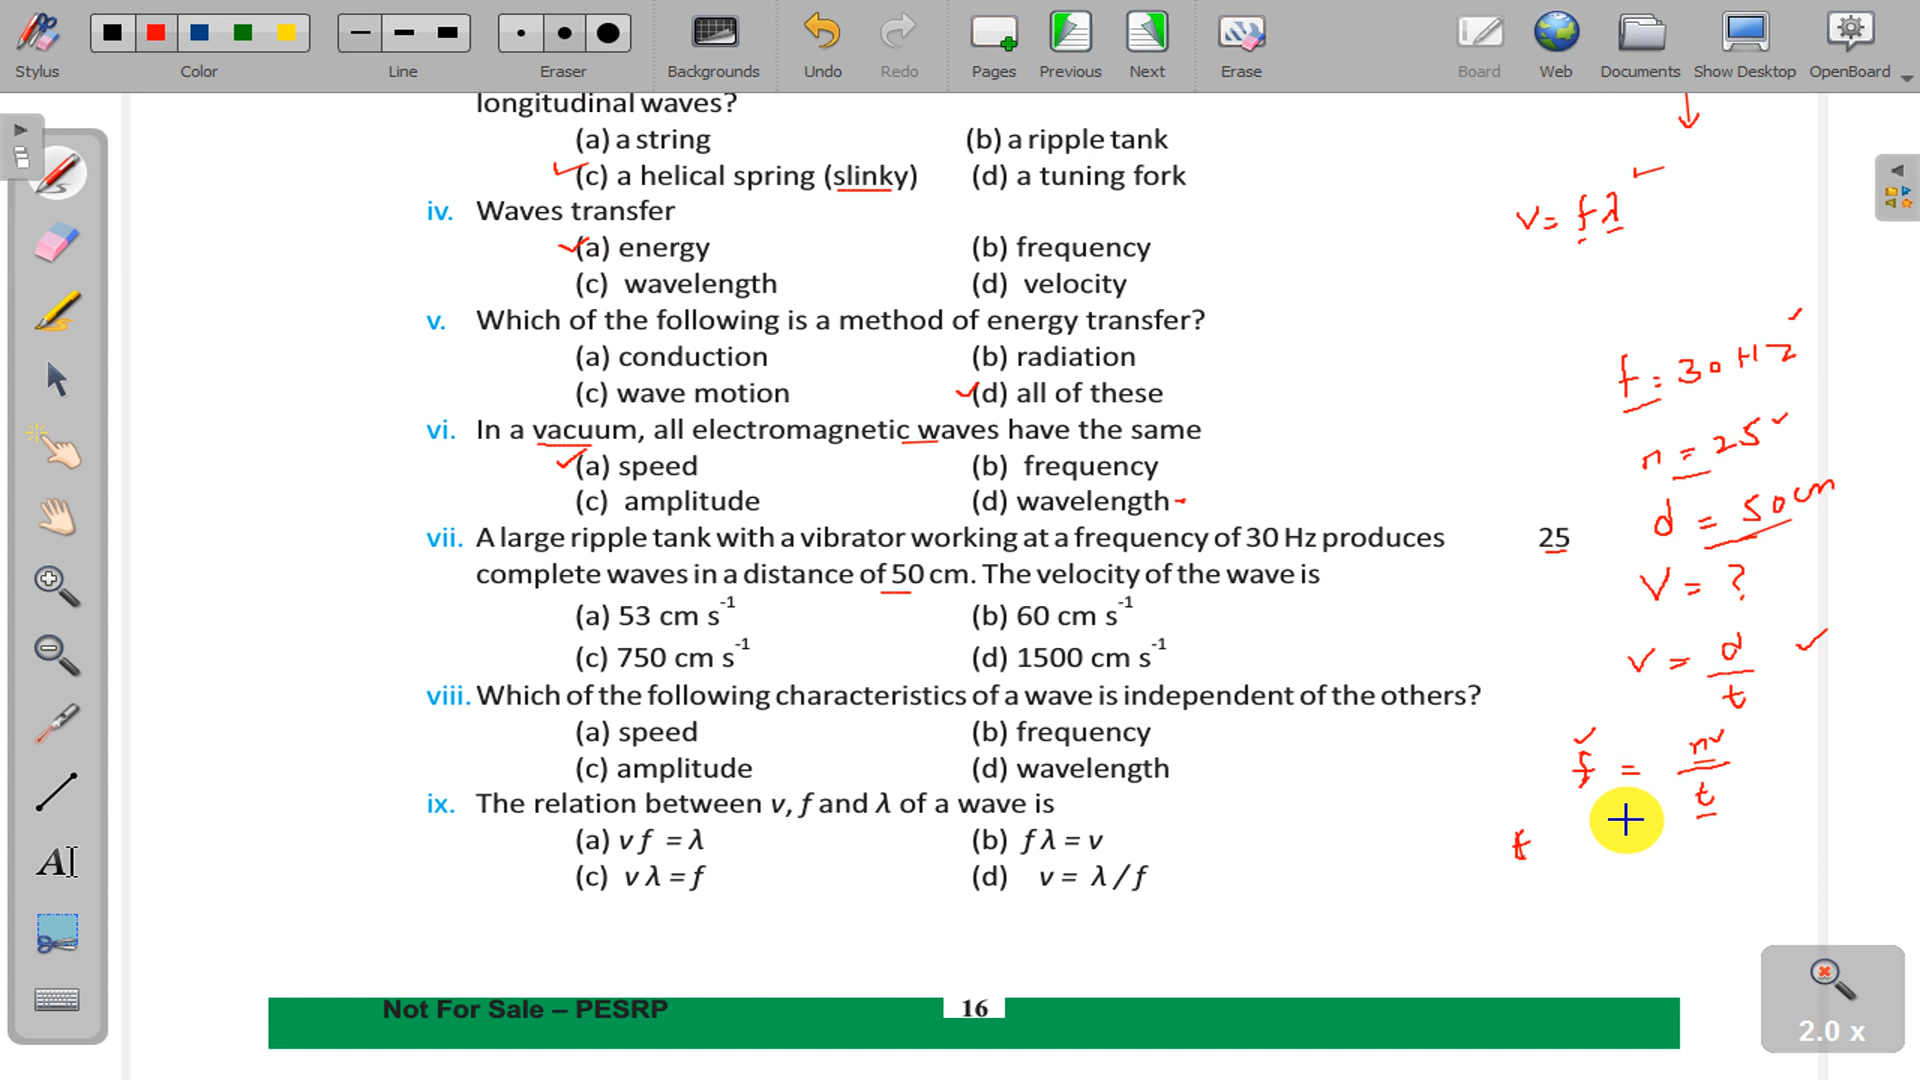 Stylus Color Line Eraser Backgrounds Undo Redo Pages Previous Next Erase Board Web Documents Show Desktop OpenBoard
longitudinal waves?
(a) a string (b) a ripple tank
(c) a helical spring (slinky) (d) a tuning fork
iv. Waves transfer
(a) energy (b) frequency
(c) wavelength (d) velocity
v. Which of the following is a method of energy transfer?
(a) conduction (b) radiation
(c) wave motion (d) all of these
vi. In a vacuum, all electromagnetic waves have the same
(a) speed (b) frequency
(c) amplitude (d) wavelength
vii. A large ripple tank with a vibrator working at a frequency of 30 Hz produces 25
complete waves in a distance of 50 cm. The velocity of the wave is
(a) 53 cm s⁻¹ (b) 60 cm s⁻¹
(c) 750 cm s⁻¹ (d) 1500 cm s⁻¹
viii. Which of the following characteristics of a wave is independent of the others?
(a) speed (b) frequency
(c) amplitude (d) wavelength
ix. The relation between v, f and λ of a wave is
(a) v f = λ (b) f λ = v
(c) v λ = f (d) v = λ / f
v = f λ
f = 30 Hz
n = 25
d = 50 cm
v = ?
v = d
t
f = n
t
t
Not For Sale – PESRP 16
2.0 x